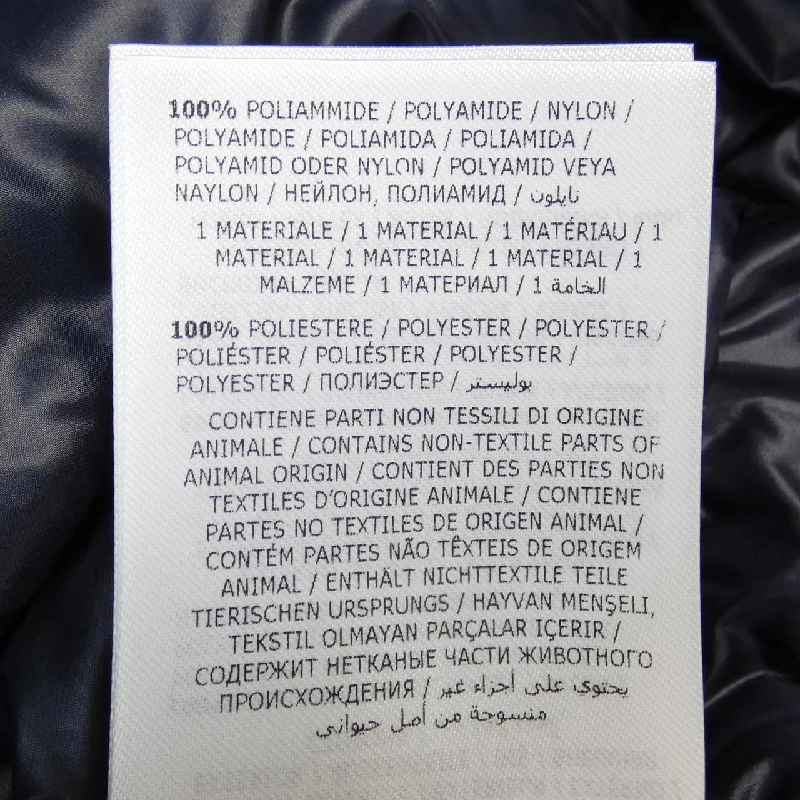 100% POLIAMMIDE / POLYAMIDE / NYLON /
POLYAMIDE / POLIAMIDA / POLIAMIDA /
POLYAMID ODER NYLON / POLYAMID VEYA
NAYLON / НЕЙЛОН, ПОЛИАМИД / نايلون
1 MATERIALE / 1 MATERIAL / 1 MATÉRIAU / 1
MATERIAL / 1 MATERIAL / 1 MATERIAL / 1
MALZEME / 1 МАТЕРИАЛ / 1 الخامة
100% POLIESTERE / POLYESTER / POLYESTER /
POLIÉSTER / POLIÉSTER / POLYESTER /
POLYESTER / ПОЛИЭСТЕР / بوليستر
CONTIENE PARTI NON TESSILI DI ORIGINE
ANIMALE / CONTAINS NON-TEXTILE PARTS OF
ANIMAL ORIGIN / CONTIENT DES PARTIES NON
TEXTILES D'ORIGINE ANIMALE / CONTIENE
PARTES NO TEXTILES DE ORIGEN ANIMAL /
CONTÉM PARTES NÃO TÊXTEIS DE ORIGEM
ANIMAL / ENTHÄLT NICHTTEXTILE TEILE
TIERISCHEN URSPRUNGS / HAYVAN MENŞELİ,
TEKSTIL OLMAYAN PARÇALAR IÇERIR /
СОДЕРЖИТ НЕТКАНЫЕ ЧАСТИ ЖИВОТНОГО
ПРОИСХОЖДЕНИЯ / يحتوي على أجزاء غير
منسوجة من أصل حيواني